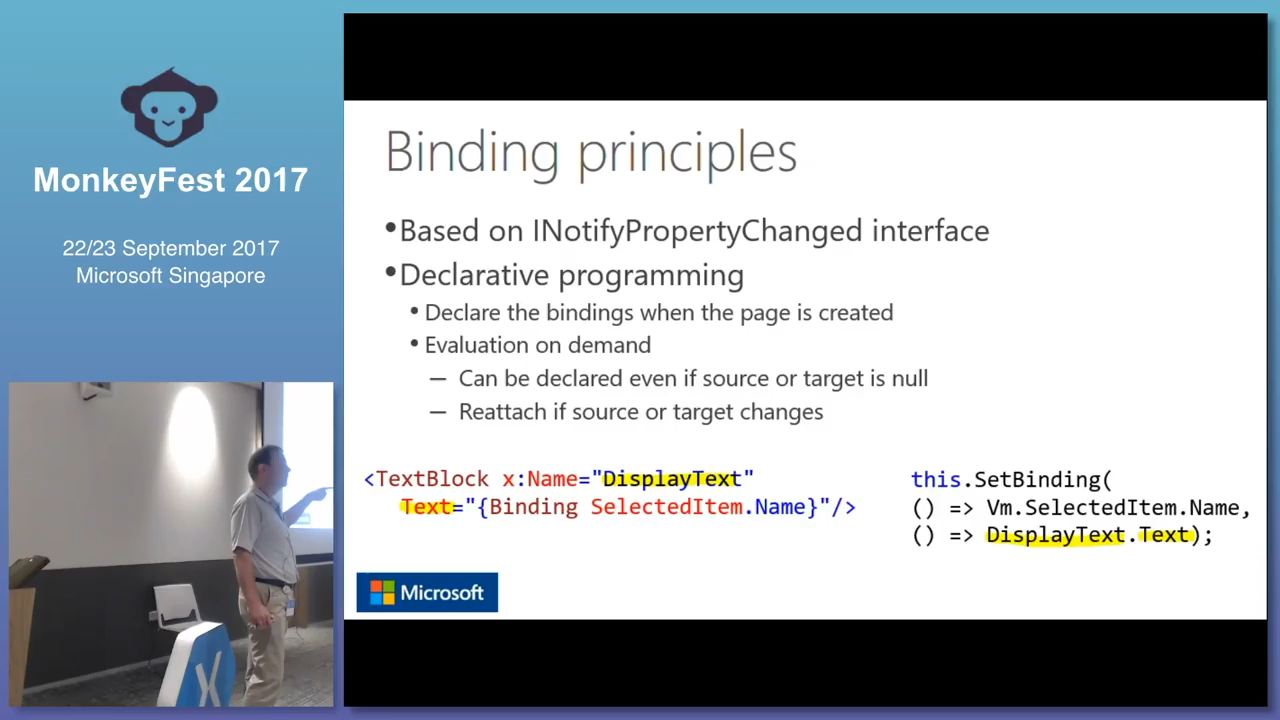 MonkeyFest 2017
22/23 September 2017
Microsoft Singapore
Binding principles
•Based on INotifyPropertyChanged interface
•Declarative programming
• Declare the bindings when the page is created
• Evaluation on demand
— Can be declared even if source or target is null
— Reattach if source or target changes
<TextBlock x:Name="DisplayText"
Text="{Binding SelectedItem.Name}"/>
this.SetBinding(
() => Vm.SelectedItem.Name,
() => DisplayText.Text);
Microsoft
X